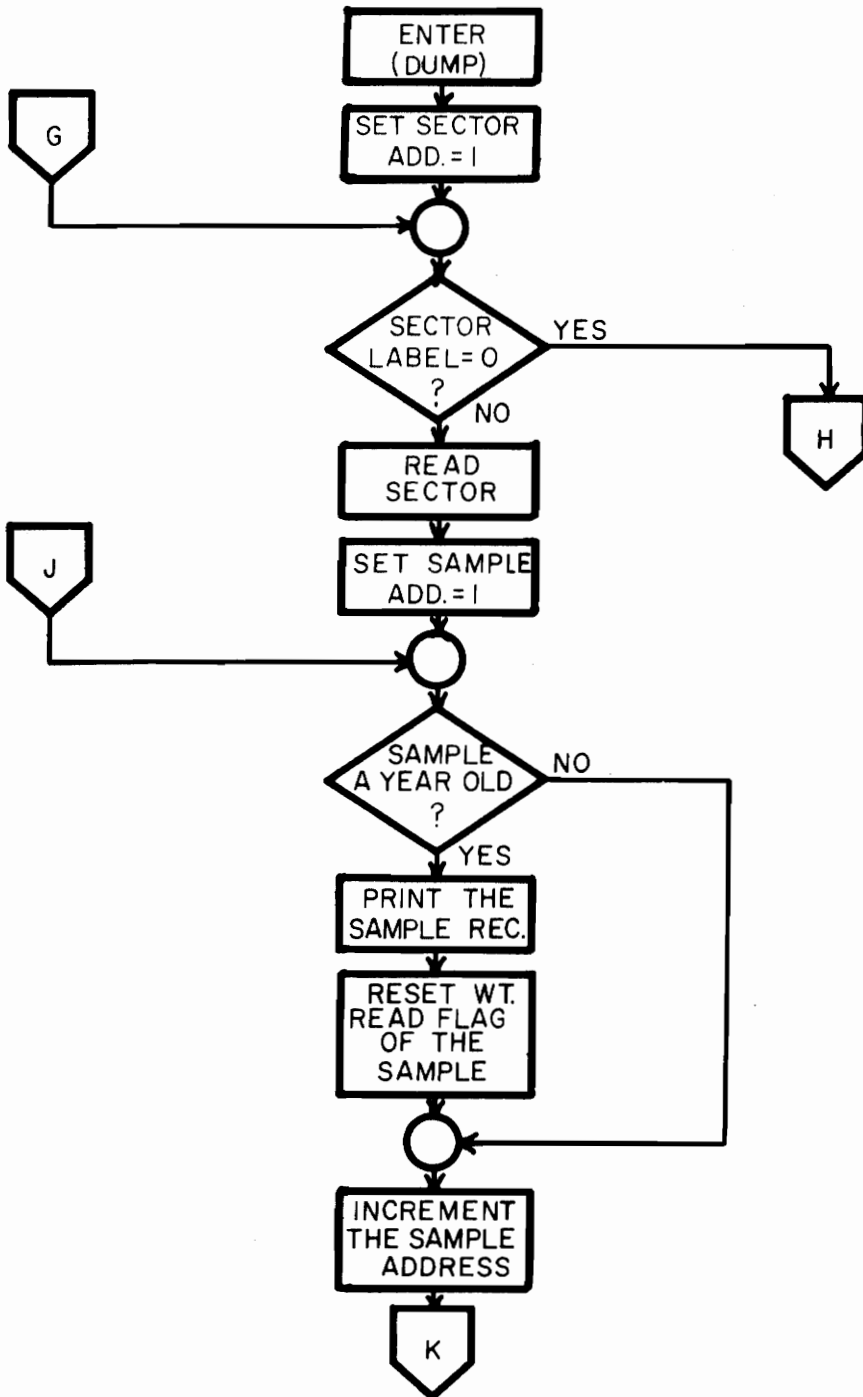 ENTER
(DUMP)
G
SET SECTOR
ADD. = 1
SECTOR
LABEL = 0
?
YES
NO
H
READ
SECTOR
J
SET SAMPLE
ADD. = 1
SAMPLE
A YEAR OLD
?
NO
YES
PRINT THE
SAMPLE REC.
RESET WT.
READ FLAG
OF THE
SAMPLE
INCREMENT
THE SAMPLE
ADDRESS
K